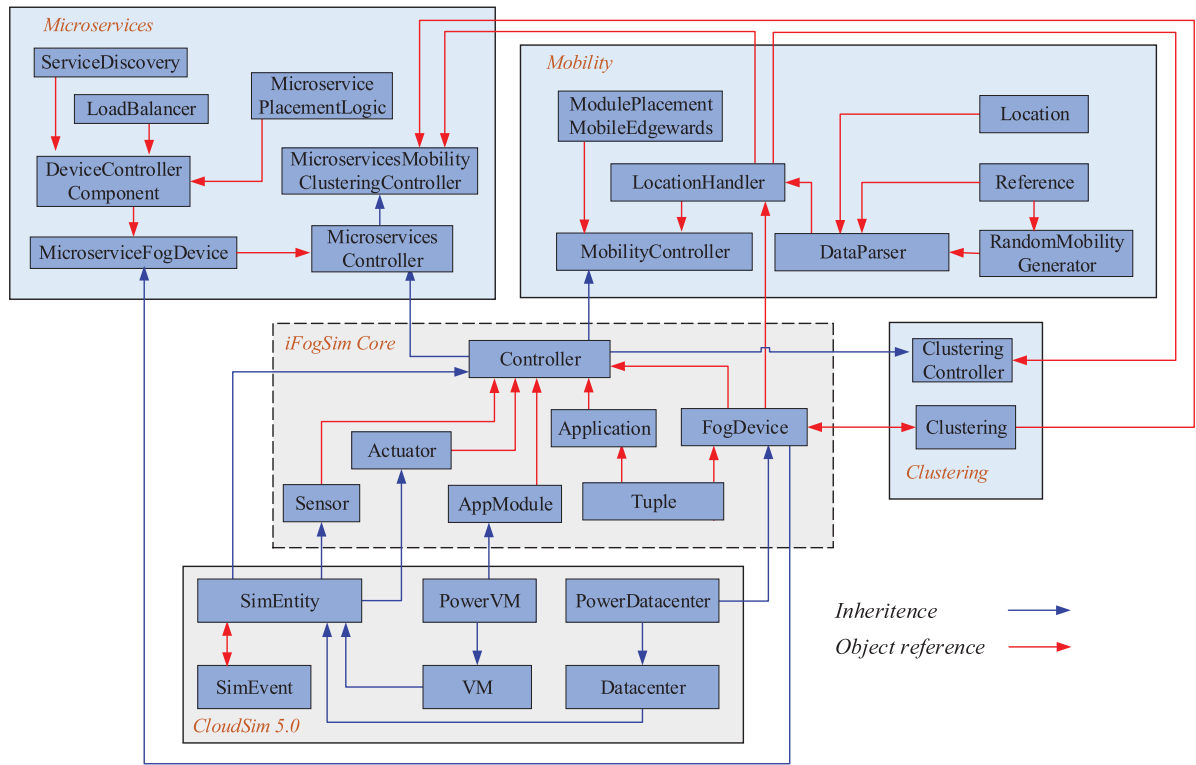 Microservices
ServiceDiscovery
LoadBalancer
Microservice
PlacementLogic
DeviceController
Component
MicroservicesMobility
ClusteringController
MicroserviceFogDevice
Microservices
Controller
Mobility
ModulePlacement
MobileEdgewards
Location
LocationHandler
Reference
MobilityController
DataParser
RandomMobility
Generator
iFogSim Core
Controller
Application
FogDevice
Actuator
Sensor
AppModule
Tuple
Clustering
Controller
Clustering
Clustering
SimEntity
PowerVM
PowerDatacenter
SimEvent
VM
Datacenter
CloudSim 5.0
Inheritence
Object reference